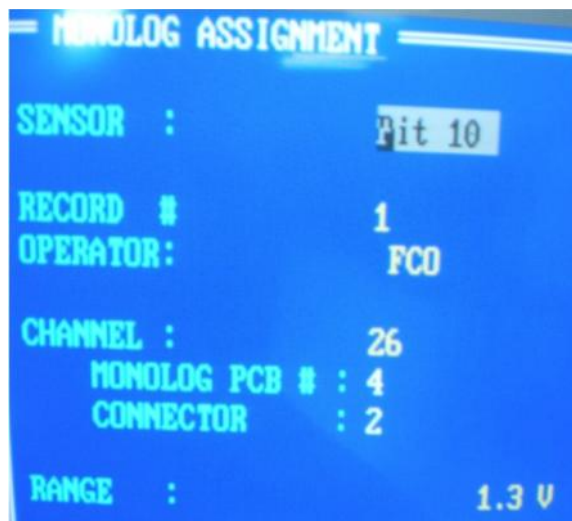 MONOLOG ASSIGNMENT
SENSOR : Pit 10
RECORD # 1
OPERATOR: FCO
CHANNEL : 26
MONOLOG PCB # : 4
CONNECTOR : 2
RANGE : 1.3 V